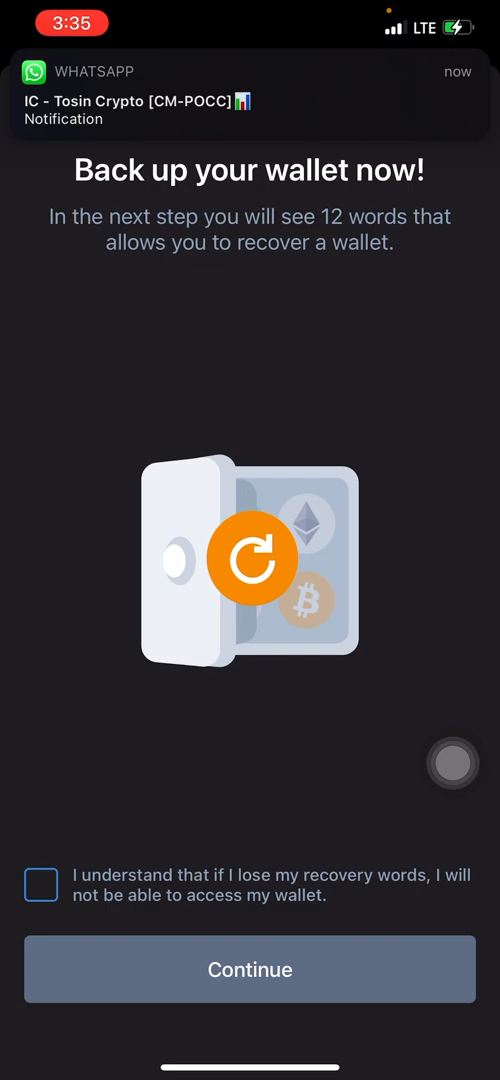 3:35
LTE
WHATSAPP
now
IC - Tosin Crypto [CM-POCC]📊
Notification
Back up your wallet now!
In the next step you will see 12 words that
allows you to recover a wallet.
I understand that if I lose my recovery words, I will
not be able to access my wallet.
Continue